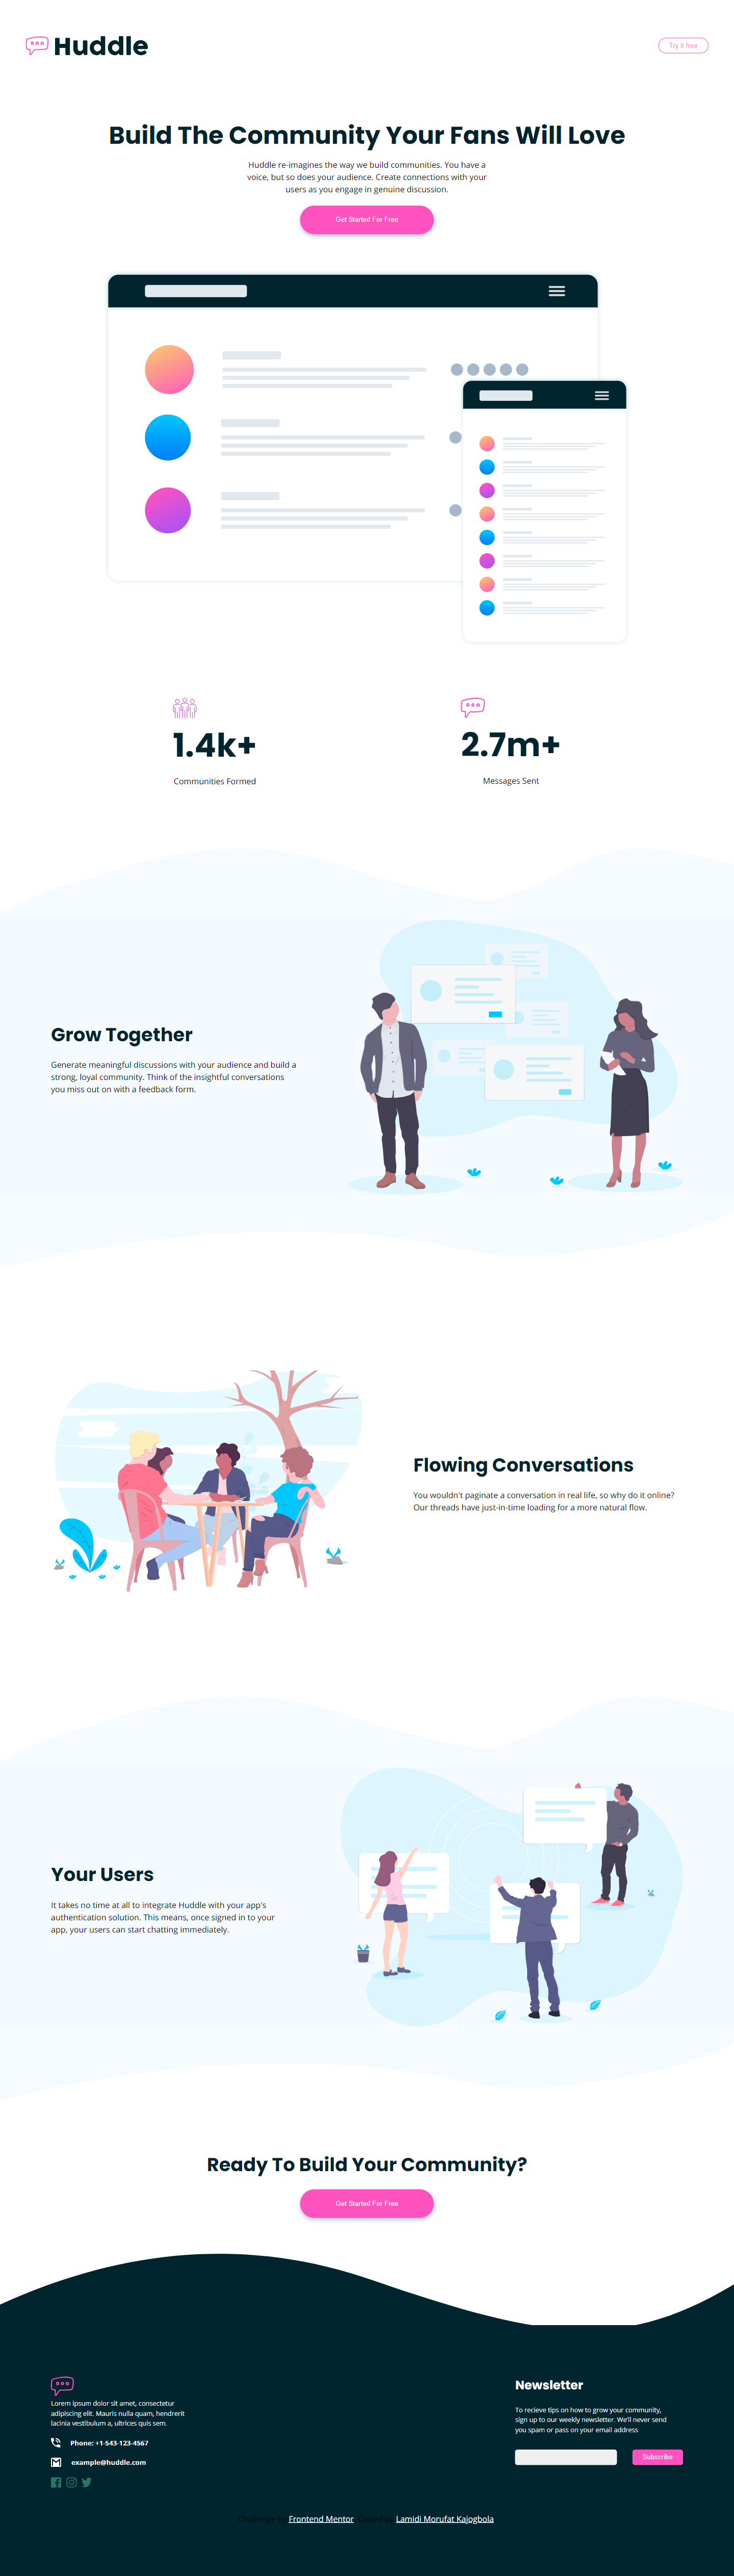 Huddle
Try It Free
Build The Community Your Fans Will Love
Huddle re-imagines the way we build communities. You have a
voice, but so does your audience. Create connections with your
users as you engage in genuine discussion.
Get Started For Free
1.4k+
Communities Formed
2.7m+
Messages Sent
Grow Together
Generate meaningful discussions with your audience and build a
strong, loyal community. Think of the insightful conversations
you miss out on with a feedback form.
Flowing Conversations
You wouldn't paginate a conversation in real life, so why do it online?
Our threads have just-in-time loading for a more natural flow.
Your Users
It takes no time at all to integrate Huddle with your app's
authentication solution. This means, once signed in to your
app, your users can start chatting immediately.
Ready To Build Your Community?
Get Started For Free
Lorem ipsum dolor sit amet, consectetur
adipiscing elit. Mauris nulla quam, hendrerit
lacinia vestibulum a, ultrices quis sem.
Phone: +1-543-123-4567
example@huddle.com
Newsletter
To recieve tips on how to grow your community,
sign up to our weekly newsletter. We'll never send
you spam or pass on your email address
Subscribe
Challenge by Frontend Mentor. Coded by Lamidi Morufat Kajogbola